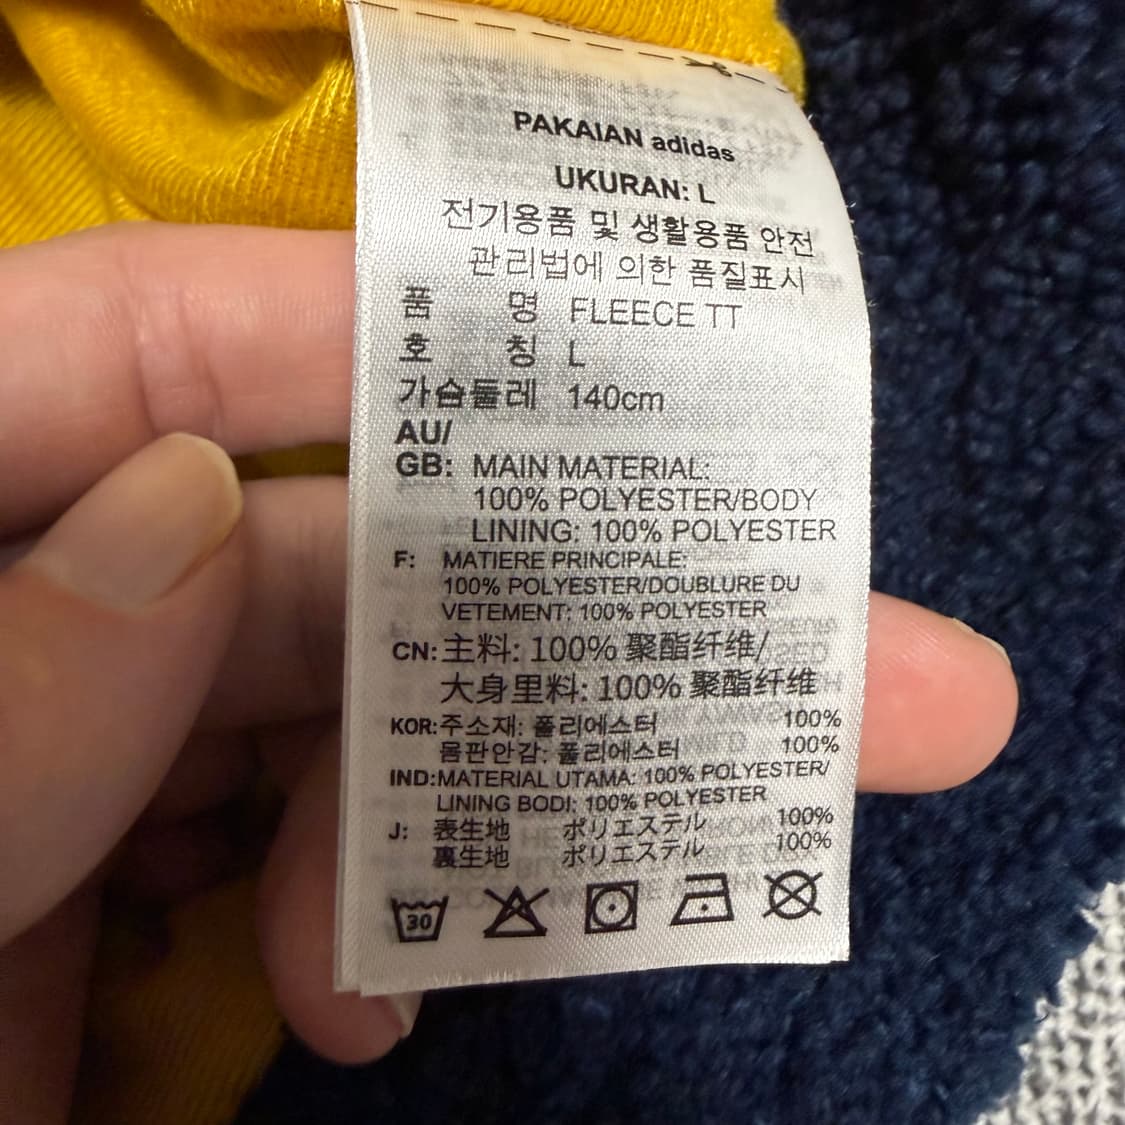 PAKAIAN adidas
UKURAN: L
전기용품 및 생활용품 안전
관리법에 의한 품질표시
품 명 FLEECE TT
호 칭 L
가슴둘레 140cm
AU/
GB: MAIN MATERIAL:
100% POLYESTER/BODY
LINING: 100% POLYESTER
F: MATIERE PRINCIPALE:
100% POLYESTER/DOUBLURE DU
VETEMENT: 100% POLYESTER
CN: 主料: 100% 聚酯纤维/
大身里料: 100% 聚酯纤维
KOR: 주소재: 폴리에스터 100%
몸판안감: 폴리에스터 100%
IND: MATERIAL UTAMA: 100% POLYESTER/
LINING BODI: 100% POLYESTER
J: 表生地 ポリエステル 100%
裏生地 ポリエステル 100%
30